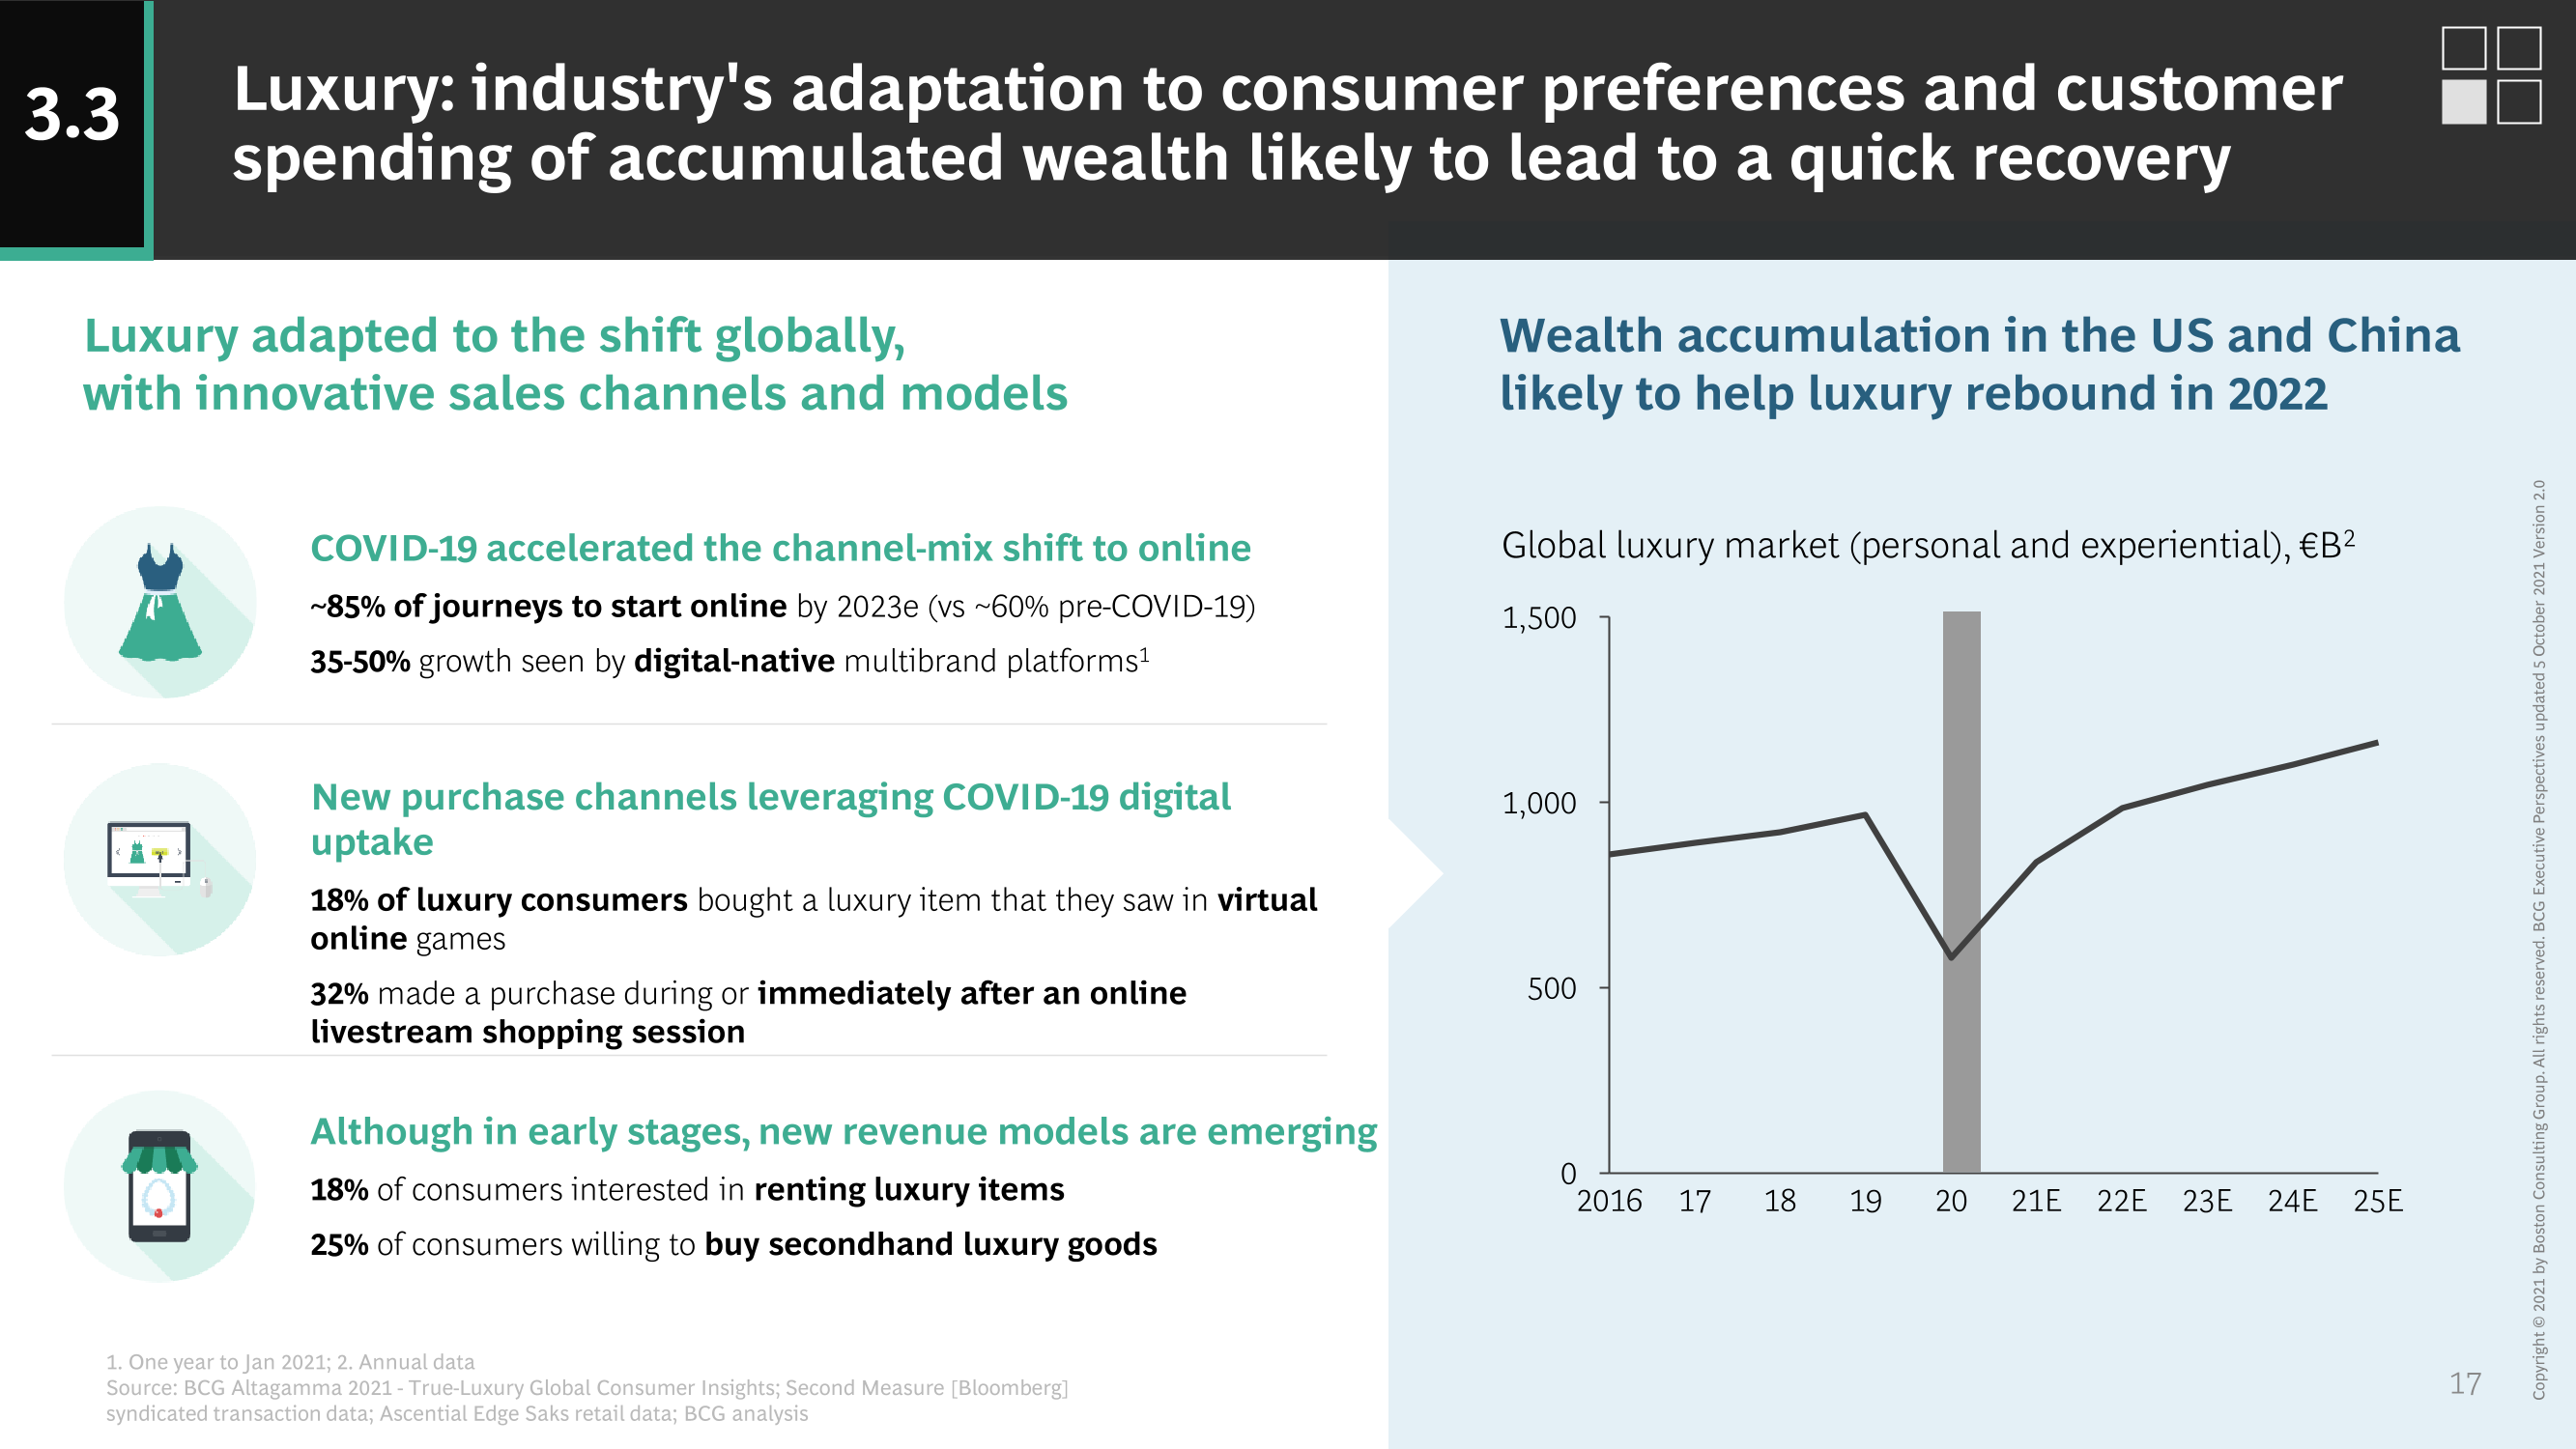 3.3
Luxury: industry's adaptation to consumer preferences and customer
spending of accumulated wealth likely to lead to a quick recovery
Luxury adapted to the shift globally,
with innovative sales channels and models
COVID-19 accelerated the channel-mix shift to online
~85% of journeys to start online by 2023e (vs ~60% pre-COVID-19)
35-50% growth seen by digital-native multibrand platforms¹
New purchase channels leveraging COVID-19 digital
uptake
18% of luxury consumers bought a luxury item that they saw in virtual
online games
32% made a purchase during or immediately after an online
livestream shopping session
Although in early stages, new revenue models are emerging
18% of consumers interested in renting luxury items
25% of consumers willing to buy secondhand luxury goods
Wealth accumulation in the US and China
likely to help luxury rebound in 2022
Global luxury market (personal and experiential), €B²
1,500
1,000
500
0
2016 17 18 19 20 21E 22E 23E 24E 25E
1. One year to Jan 2021; 2. Annual data
Source: BCG Altagamma 2021 - True-Luxury Global Consumer Insights; Second Measure [Bloomberg]
syndicated transaction data; Ascential Edge Saks retail data; BCG analysis
17
Copyright © 2021 by Boston Consulting Group. All rights reserved. BCG Executive Perspectives updated 5 October 2021 Version 2.0